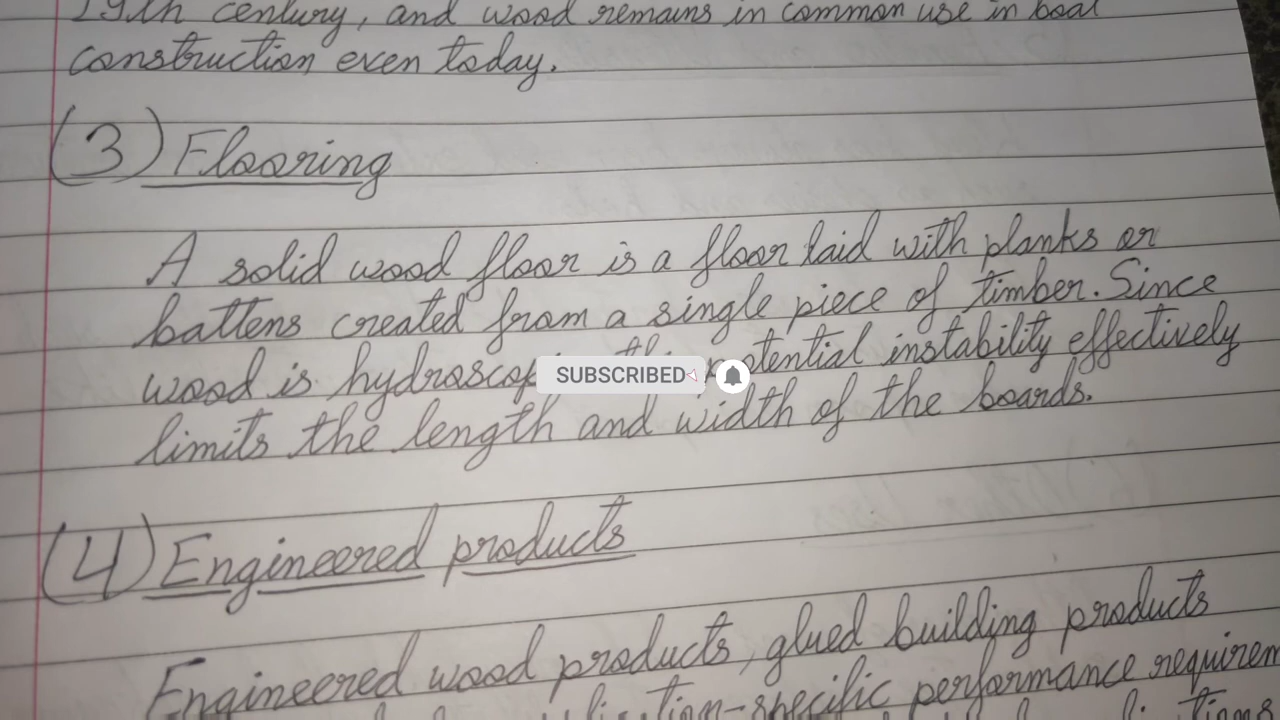 19th century, and wood remains in common use in boat
construction even today.
(3) Flooring
A solid wood floor is a floor laid with planks or
battens created from a single piece of timber. Since
wood is hydroscop potential instability effectively
SUBSCRIBED
limits the length and width of the boards.
(4) Engineered products
Engineered wood products, glued building products
-specific performance requirem